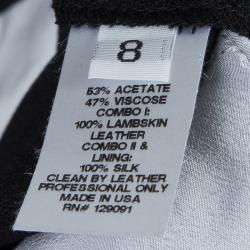 8
53% ACETATE
47% VISCOSE
COMBO I:
100% LAMBSKIN
LEATHER
COMBO II &
LINING:
100% SILK
CLEAN BY LEATHER
PROFESSIONAL ONLY
MADE IN USA
RN# 129091